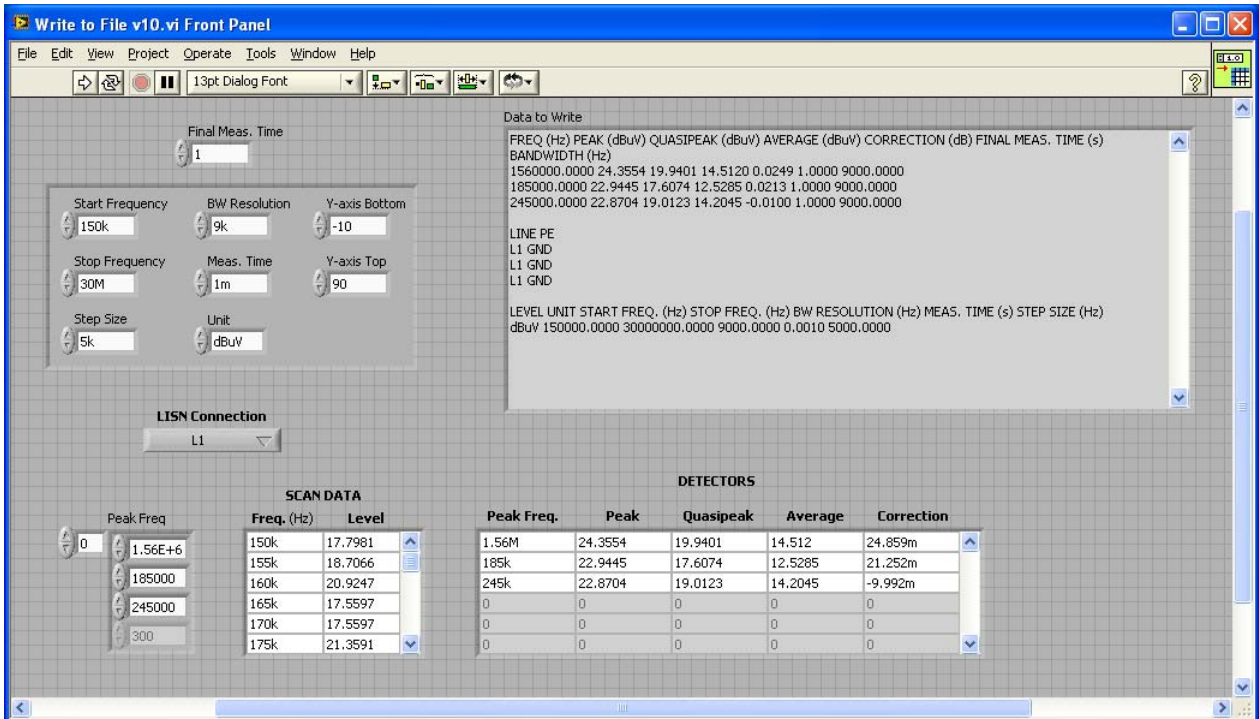 Write to File v10.vi Front Panel
File Edit View Project Operate Tools Window Help
13pt Dialog Font
1.0
Final Meas. Time
1
Start Frequency BW Resolution Y-axis Bottom
150k 9k -10
Stop Frequency Meas. Time Y-axis Top
30M 1m 90
Step Size Unit
5k dBuV
LISN Connection
L1
Data to Write
FREQ (Hz) PEAK (dBuV) QUASIPEAK (dBuV) AVERAGE (dBuV) CORRECTION (dB) FINAL MEAS. TIME (s)
BANDWIDTH (Hz)
1560000.0000 24.3554 19.9401 14.5120 0.0249 1.0000 9000.0000
185000.0000 22.9445 17.6074 12.5285 0.0213 1.0000 9000.0000
245000.0000 22.8704 19.0123 14.2045 -0.0100 1.0000 9000.0000
LINE PE
L1 GND
L1 GND
L1 GND
LEVEL UNIT START FREQ. (Hz) STOP FREQ. (Hz) BW RESOLUTION (Hz) MEAS. TIME (s) STEP SIZE (Hz)
dBuV 150000.0000 30000000.0000 9000.0000 0.0010 5000.0000
Peak Freq
0
1.56E+6
185000
245000
300
SCAN DATA
Freq. (Hz) Level
150k 17.7981
155k 18.7066
160k 20.9247
165k 17.5597
170k 17.5597
175k 21.3591
DETECTORS
Peak Freq. Peak Quasipeak Average Correction
1.56M 24.3554 19.9401 14.512 24.859m
185k 22.9445 17.6074 12.5285 21.252m
245k 22.8704 19.0123 14.2045 -9.992m
0 0 0 0 0
0 0 0 0 0
0 0 0 0 0